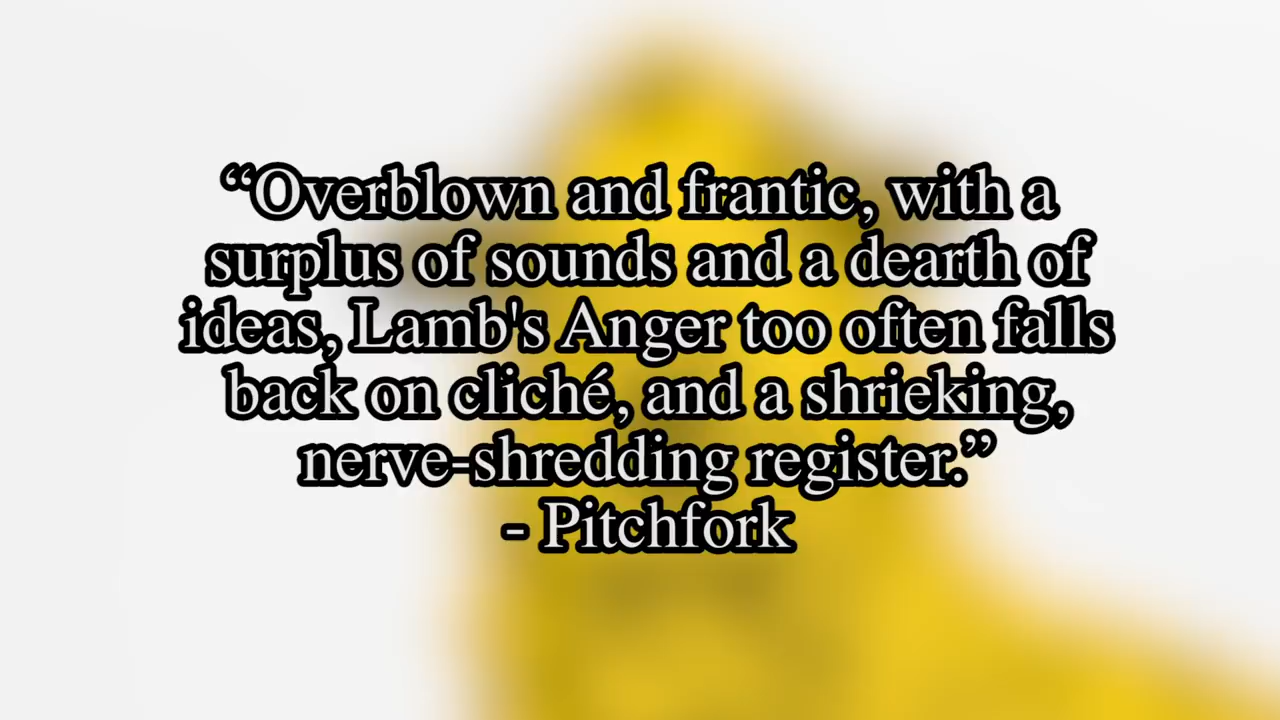 “Overblown and frantic, with a
surplus of sounds and a dearth of
ideas, Lamb's Anger too often falls
back on cliché, and a shrieking,
nerve-shredding register.”
- Pitchfork